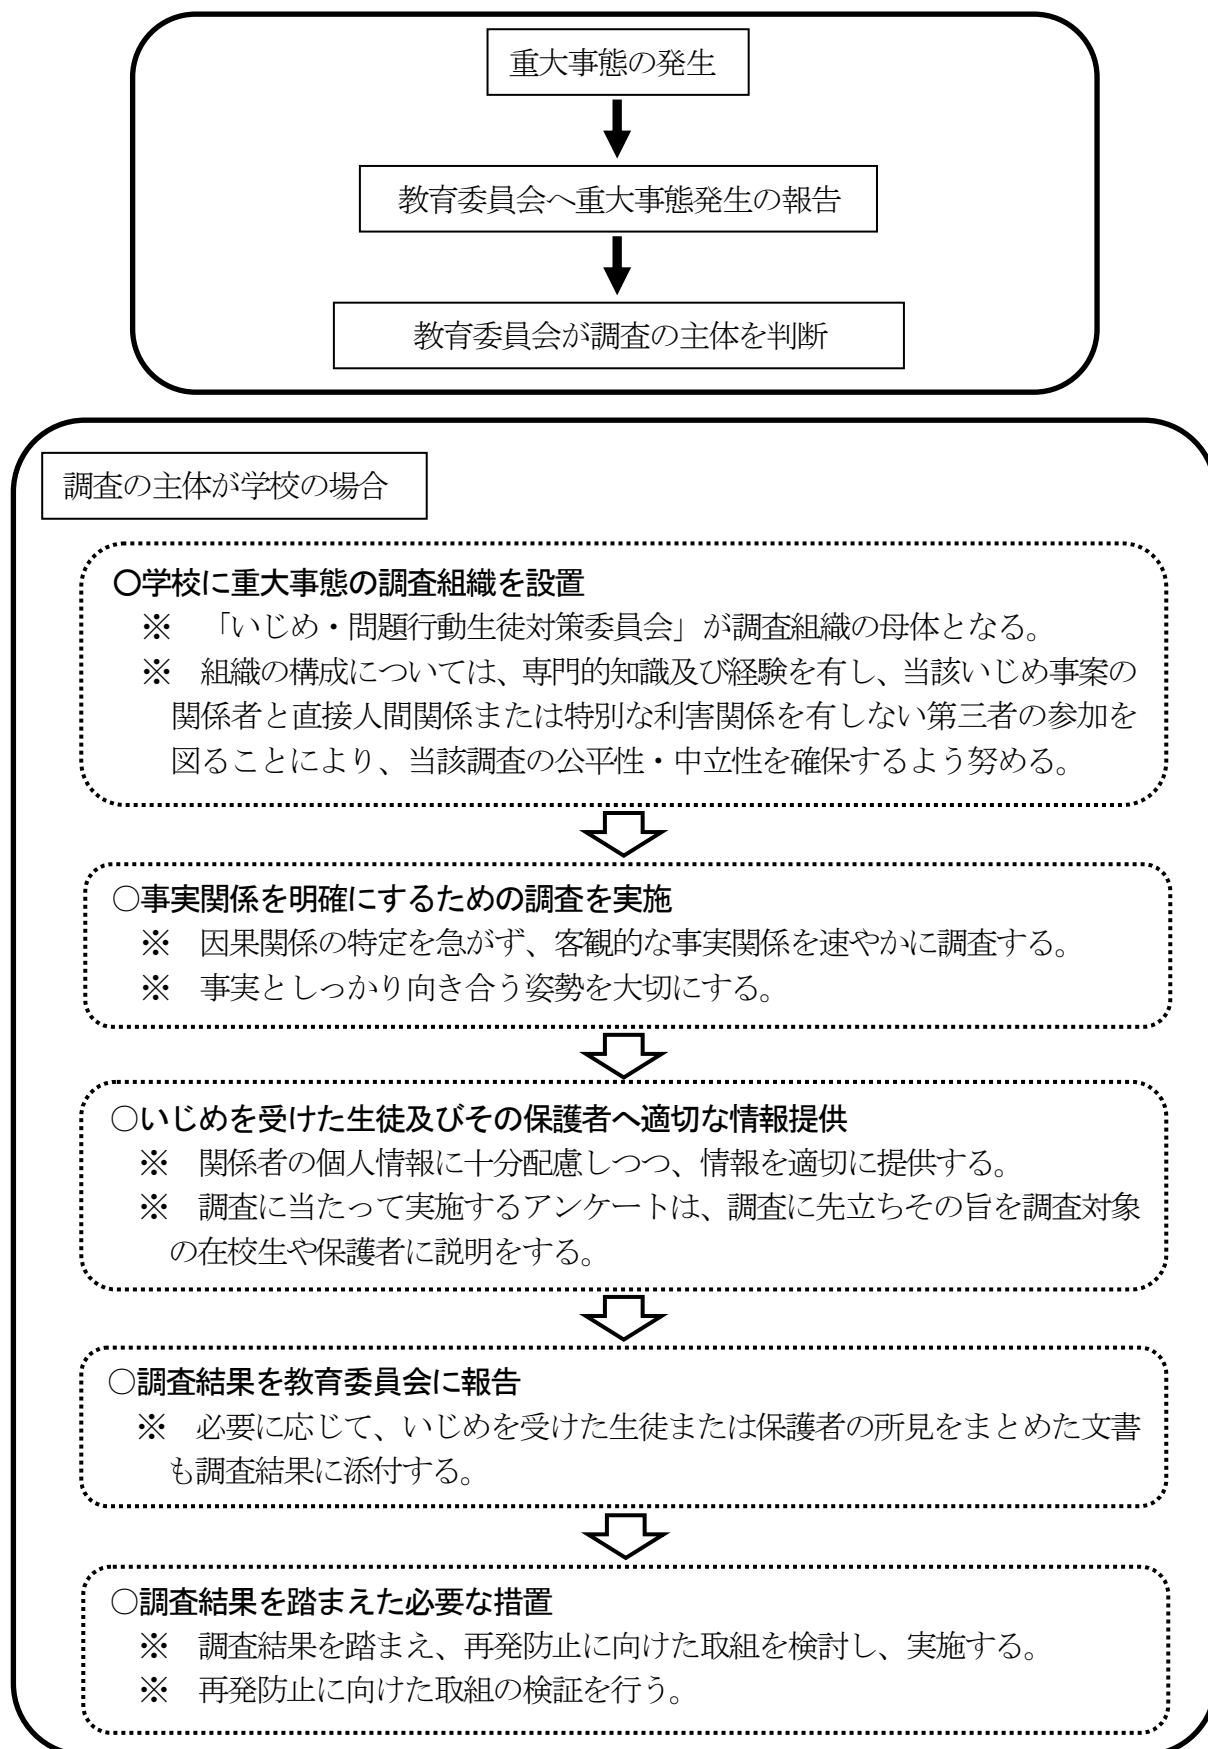 重大事態の発生
教育委員会へ重大事態発生の報告
教育委員会が調査の主体を判断
調査の主体が学校の場合
○学校に重大事態の調査組織を設置
※　「いじめ・問題行動生徒対策委員会」が調査組織の母体となる。
※　組織の構成については、専門的知識及び経験を有し、当該いじめ事案の
関係者と直接人間関係または特別な利害関係を有しない第三者の参加を
図ることにより、当該調査の公平性・中立性を確保するよう努める。
○事実関係を明確にするための調査を実施
※　因果関係の特定を急がず、客観的な事実関係を速やかに調査する。
※　事実としっかり向き合う姿勢を大切にする。
○いじめを受けた生徒及びその保護者へ適切な情報提供
※　関係者の個人情報に十分配慮しつつ、情報を適切に提供する。
※　調査に当たって実施するアンケートは、調査に先立ちその旨を調査対象
の在校生や保護者に説明をする。
○調査結果を教育委員会に報告
※　必要に応じて、いじめを受けた生徒または保護者の所見をまとめた文書
も調査結果に添付する。
○調査結果を踏まえた必要な措置
※　調査結果を踏まえ、再発防止に向けた取組を検討し、実施する。
※　再発防止に向けた取組の検証を行う。